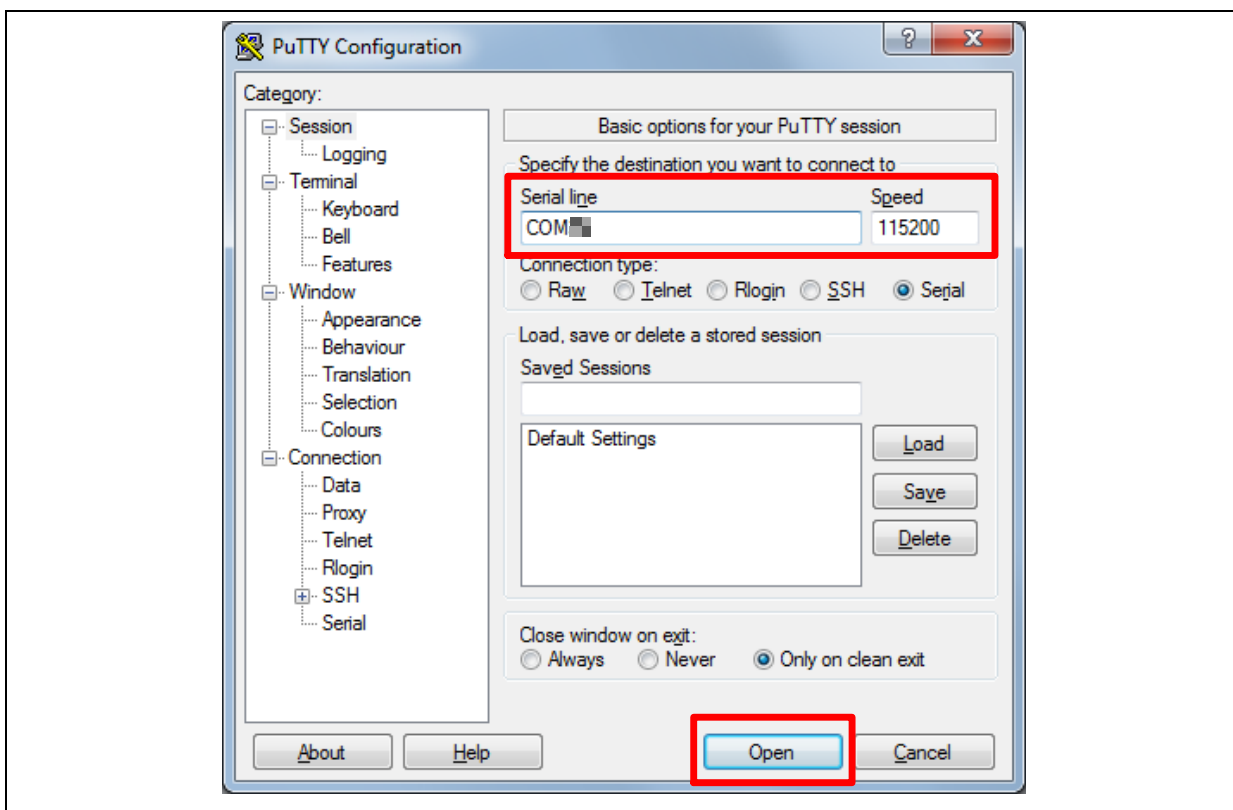 PuTTY Configuration
Category:
Session
Logging
Terminal
Keyboard
Bell
Features
Window
Appearance
Behaviour
Translation
Selection
Colours
Connection
Data
Proxy
Telnet
Rlogin
SSH
Serial
Basic options for your PuTTY session
Specify the destination you want to connect to
Serial line Speed
COM 115200
Connection type:
Raw Telnet Rlogin SSH Serial
Load, save or delete a stored session
Saved Sessions
Default Settings
Load
Save
Delete
Close window on exit:
Always Never Only on clean exit
About Help Open Cancel